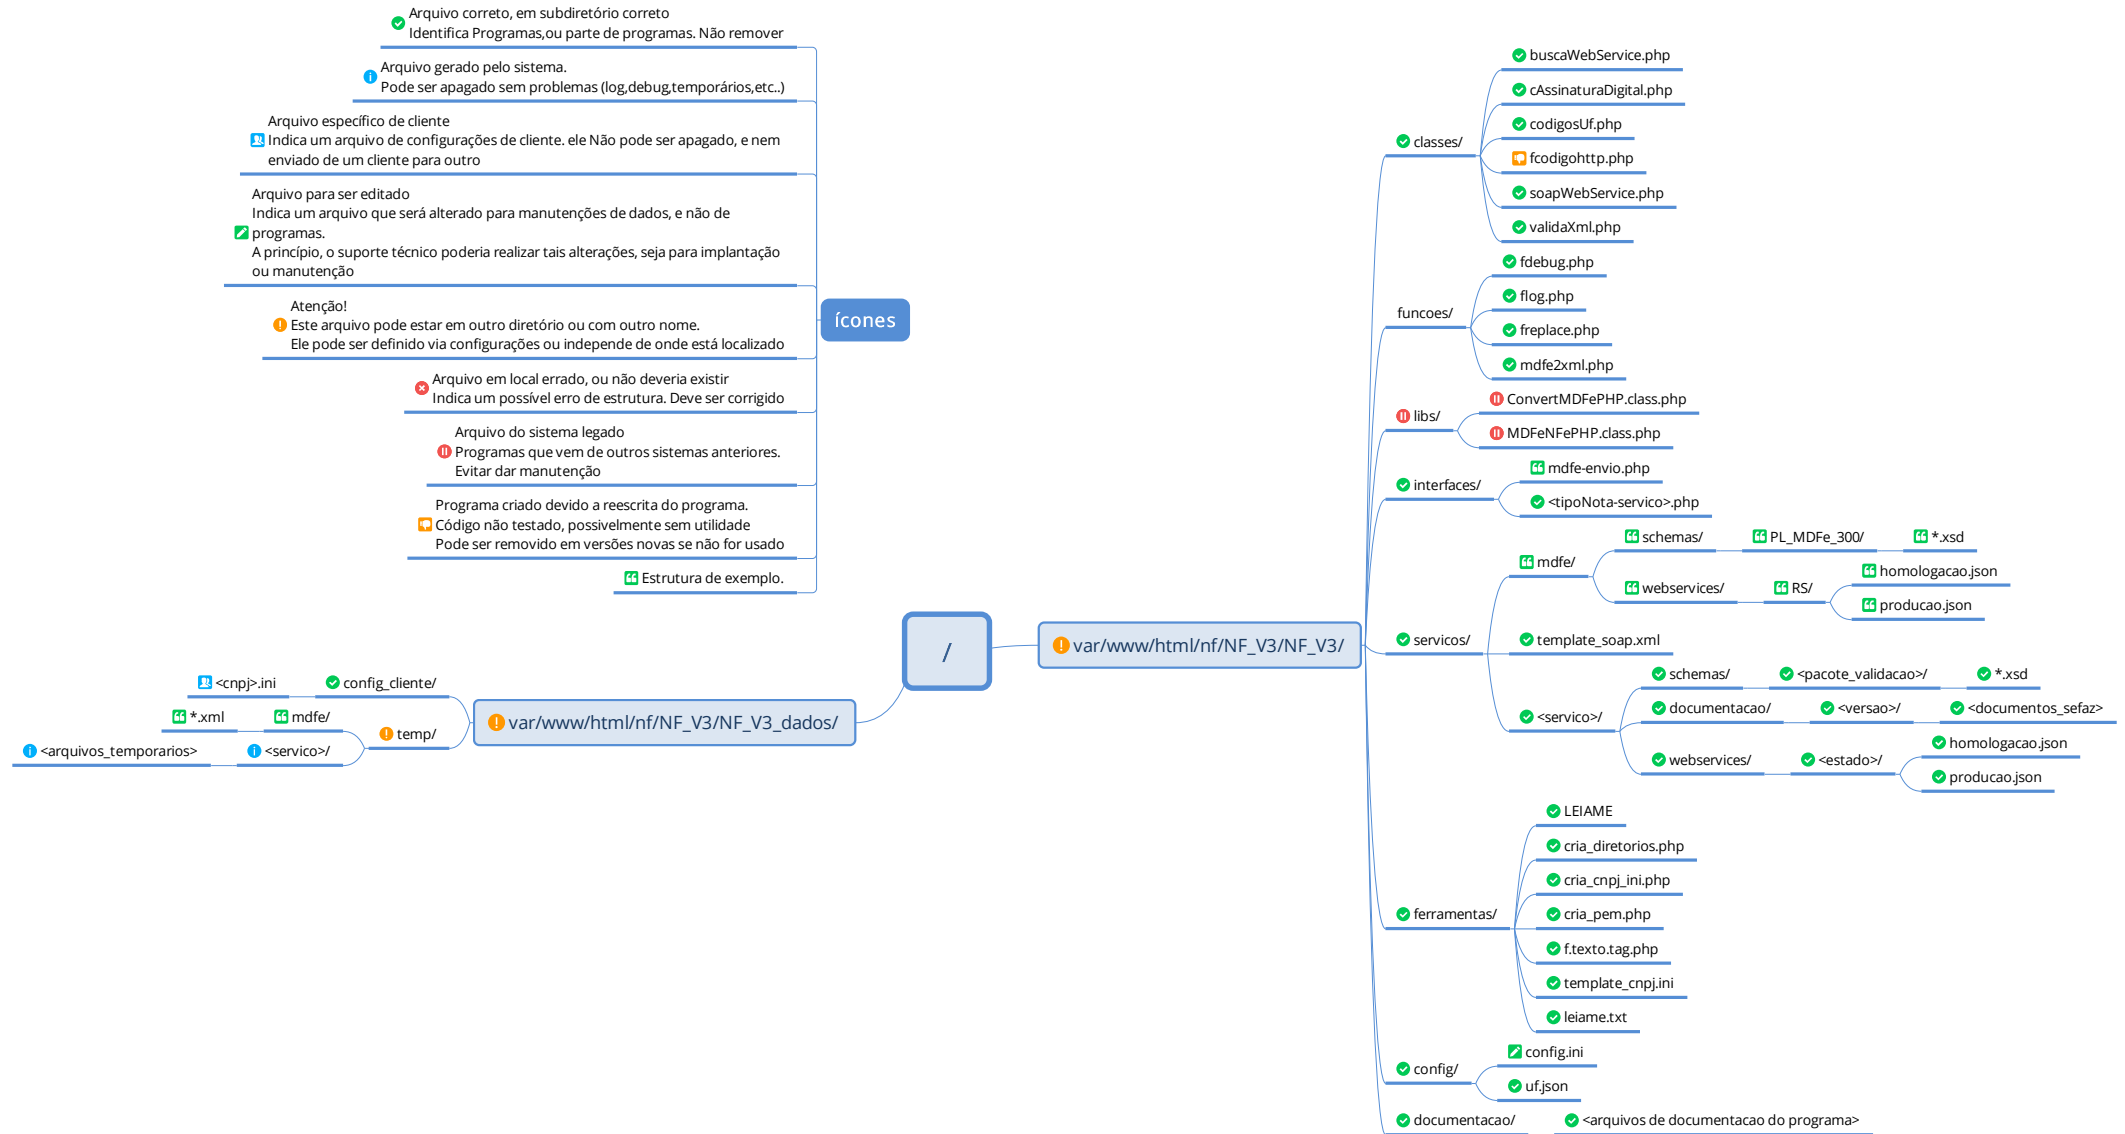 Arquivo correto, em subdiretório correto
Identifica Programas,ou parte de programas. Não remover
Arquivo gerado pelo sistema.
Pode ser apagado sem problemas (log,debug,temporários,etc..)
Arquivo específico de cliente
Indica um arquivo de configurações de cliente. ele Não pode ser apagado, e nem
enviado de um cliente para outro
Arquivo para ser editado
Indica um arquivo que será alterado para manutenções de dados, e não de
programas.
A princípio, o suporte técnico poderia realizar tais alterações, seja para implantação
ou manutenção
Atenção!
Este arquivo pode estar em outro diretório ou com outro nome.
Ele pode ser definido via configurações ou independe de onde está localizado
Arquivo em local errado, ou não deveria existir
Indica um possível erro de estrutura. Deve ser corrigido
Arquivo do sistema legado
Programas que vem de outros sistemas anteriores.
Evitar dar manutenção
Programa criado devido a reescrita do programa.
Código não testado, possivelmente sem utilidade
Pode ser removido em versões novas se não for usado
Estrutura de exemplo.
ícones
/
var/www/html/nf/NF_V3/NF_V3_dados/
config_cliente/
<cnpj>.ini
temp/
mdfe/
*.xml
<servico>/
<arquivos_temporarios>
var/www/html/nf/NF_V3/NF_V3/
classes/
buscaWebService.php
cAssinaturaDigital.php
codigosUf.php
fcodigohttp.php
soapWebService.php
validaXml.php
funcoes/
fdebug.php
flog.php
freplace.php
mdfe2xml.php
libs/
ConvertMDFePHP.class.php
MDFeNFePHP.class.php
interfaces/
mdfe-envio.php
<tipoNota-servico>.php
servicos/
mdfe/
schemas/
PL_MDFe_300/
*.xsd
webservices/
RS/
homologacao.json
producao.json
template_soap.xml
<servico>/
schemas/
<pacote_validacao>/
*.xsd
documentacao/
<versao>/
<documentos_sefaz>
webservices/
<estado>/
homologacao.json
producao.json
ferramentas/
LEIAME
cria_diretorios.php
cria_cnpj_ini.php
cria_pem.php
f.texto.tag.php
template_cnpj.ini
leiame.txt
config/
config.ini
uf.json
documentacao/
<arquivos de documentacao do programa>